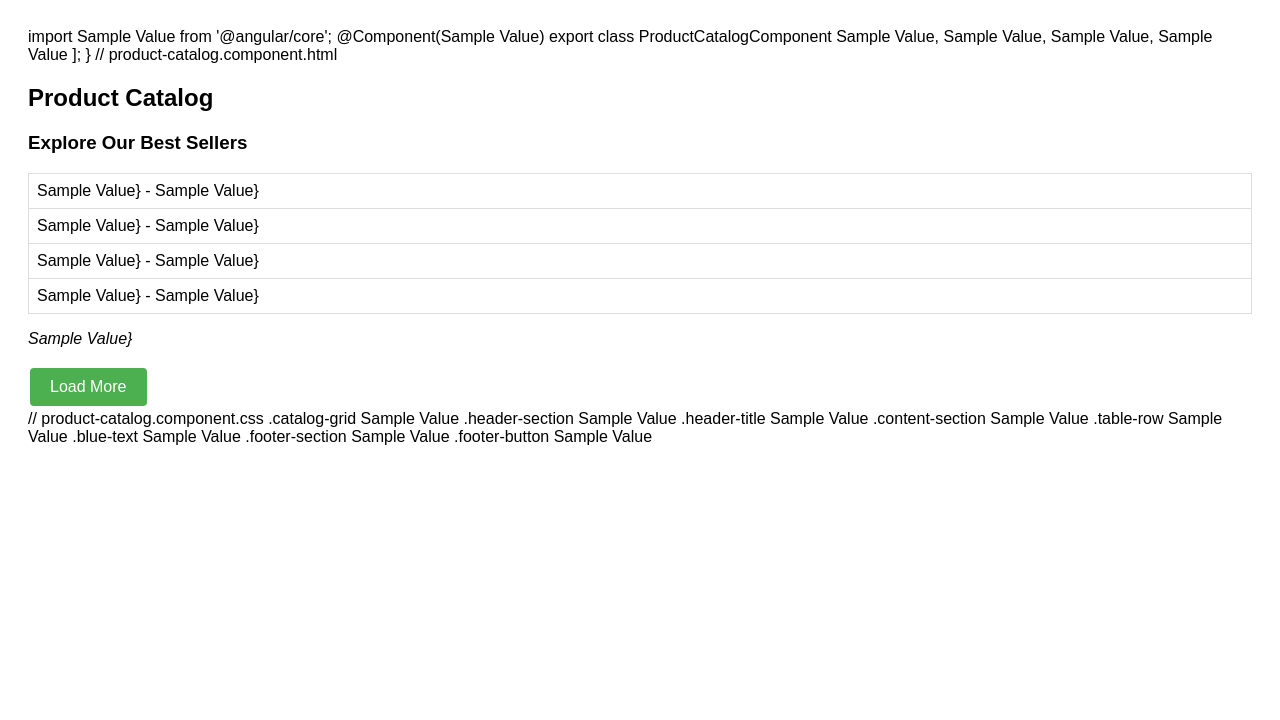 import Sample Value from '@angular/core'; @Component(Sample Value) export class ProductCatalogComponent Sample Value, Sample Value, Sample Value, Sample
Value ]; } // product-catalog.component.html
Product Catalog
Explore Our Best Sellers
Sample Value} - Sample Value}
Sample Value} - Sample Value}
Sample Value} - Sample Value}
Sample Value} - Sample Value}
Sample Value}
Load More
// product-catalog.component.css .catalog-grid Sample Value .header-section Sample Value .header-title Sample Value .content-section Sample Value .table-row Sample
Value .blue-text Sample Value .footer-section Sample Value .footer-button Sample Value